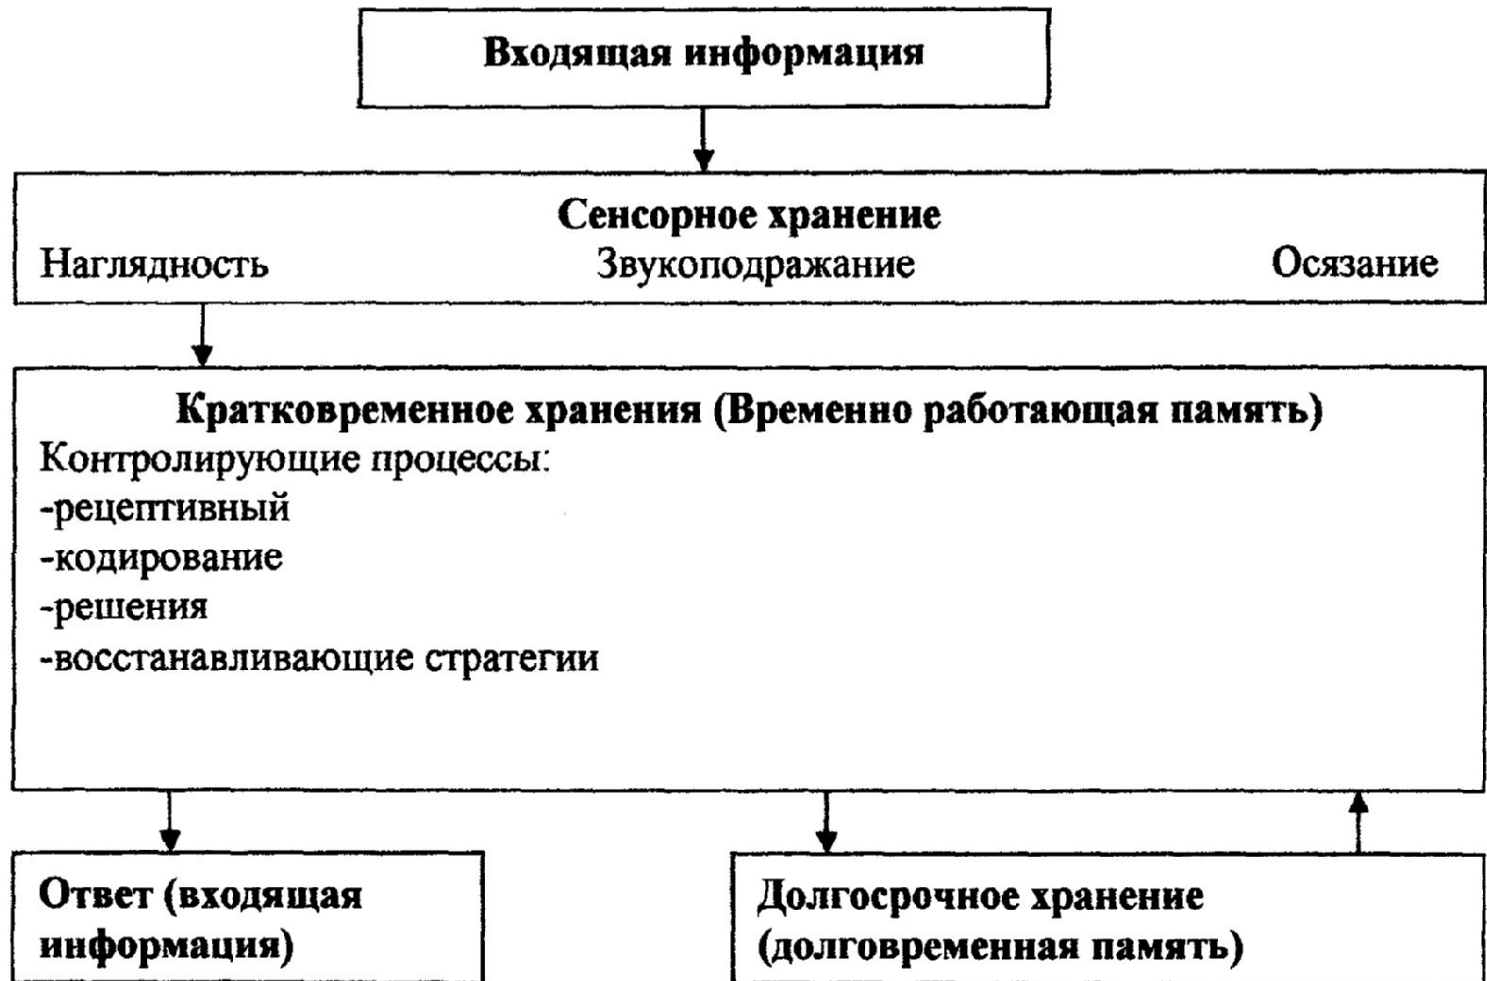 Входящая информация
Сенсорное хранение
Наглядность Звукоподражание Осязание
Кратковременное хранения (Временно работающая память)
Контролирующие процессы:
-рецептивный
-кодирование
-решения
-восстанавливающие стратегии
Ответ (входящая
информация)
Долгосрочное хранение
(долговременная память)